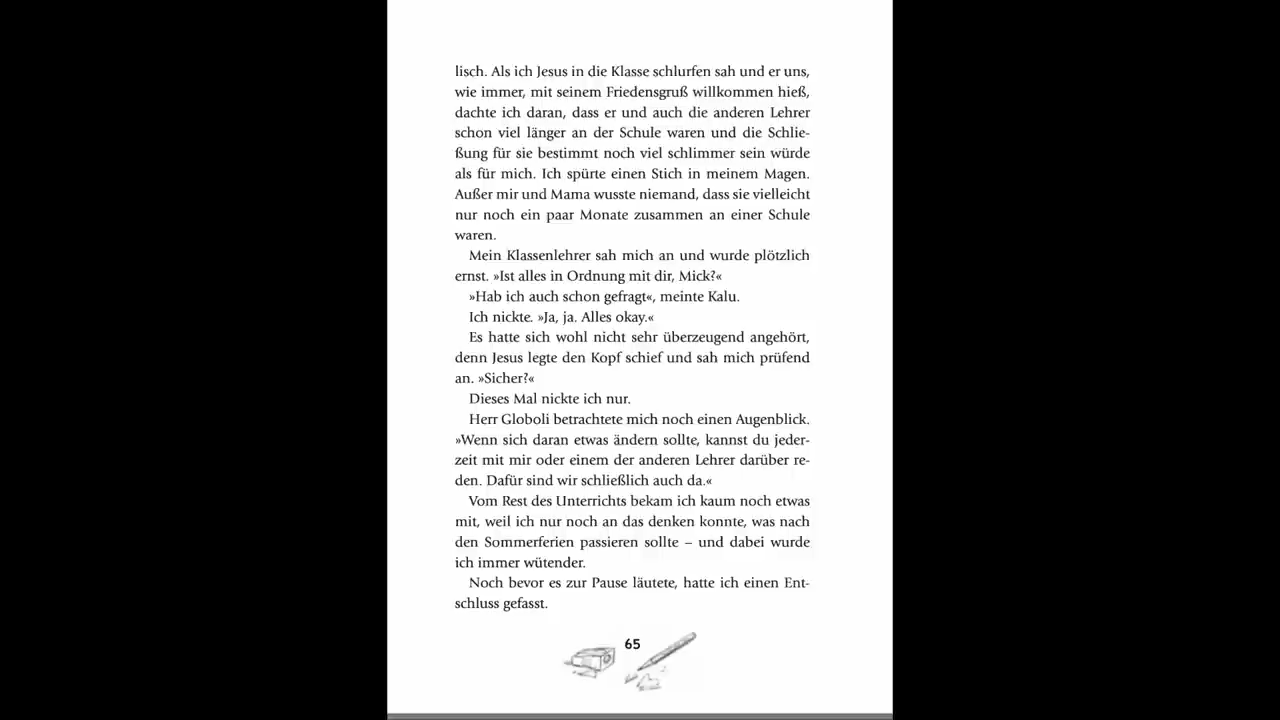 lisch. Als ich Jesus in die Klasse schlurfen sah und er uns,
wie immer, mit seinem Friedensgruß willkommen hieß,
dachte ich daran, dass er und auch die anderen Lehrer
schon viel länger an der Schule waren und die Schlie-
ßung für sie bestimmt noch viel schlimmer sein würde
als für mich. Ich spürte einen Stich in meinem Magen.
Außer mir und Mama wusste niemand, dass sie vielleicht
nur noch ein paar Monate zusammen an einer Schule
waren.
Mein Klassenlehrer sah mich an und wurde plötzlich
ernst. »Ist alles in Ordnung mit dir, Mick?«
»Hab ich auch schon gefragt«, meinte Kalu.
Ich nickte. »Ja, ja. Alles okay.«
Es hatte sich wohl nicht sehr überzeugend angehört,
denn Jesus legte den Kopf schief und sah mich prüfend
an. »Sicher?«
Dieses Mal nickte ich nur.
Herr Globoli betrachtete mich noch einen Augenblick.
»Wenn sich daran etwas ändern sollte, kannst du jeder-
zeit mit mir oder einem der anderen Lehrer darüber re-
den. Dafür sind wir schließlich auch da.«
Vom Rest des Unterrichts bekam ich kaum noch etwas
mit, weil ich nur noch an das denken konnte, was nach
den Sommerferien passieren sollte – und dabei wurde
ich immer wütender.
Noch bevor es zur Pause läutete, hatte ich einen Ent-
schluss gefasst.
65